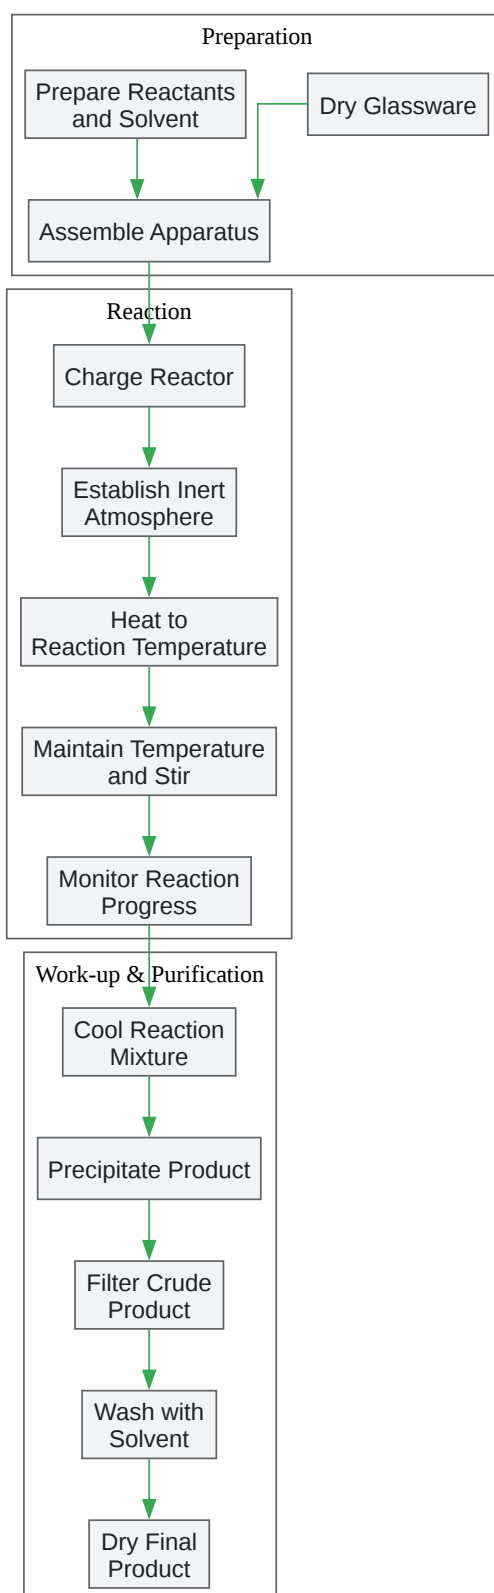 Preparation
Prepare Reactants
and Solvent
Dry Glassware
Assemble Apparatus
Reaction
Charge Reactor
Establish Inert
Atmosphere
Heat to
Reaction Temperature
Maintain Temperature
and Stir
Monitor Reaction
Progress
Work-up & Purification
Cool Reaction
Mixture
Precipitate Product
Filter Crude
Product
Wash with
Solvent
Dry Final
Product